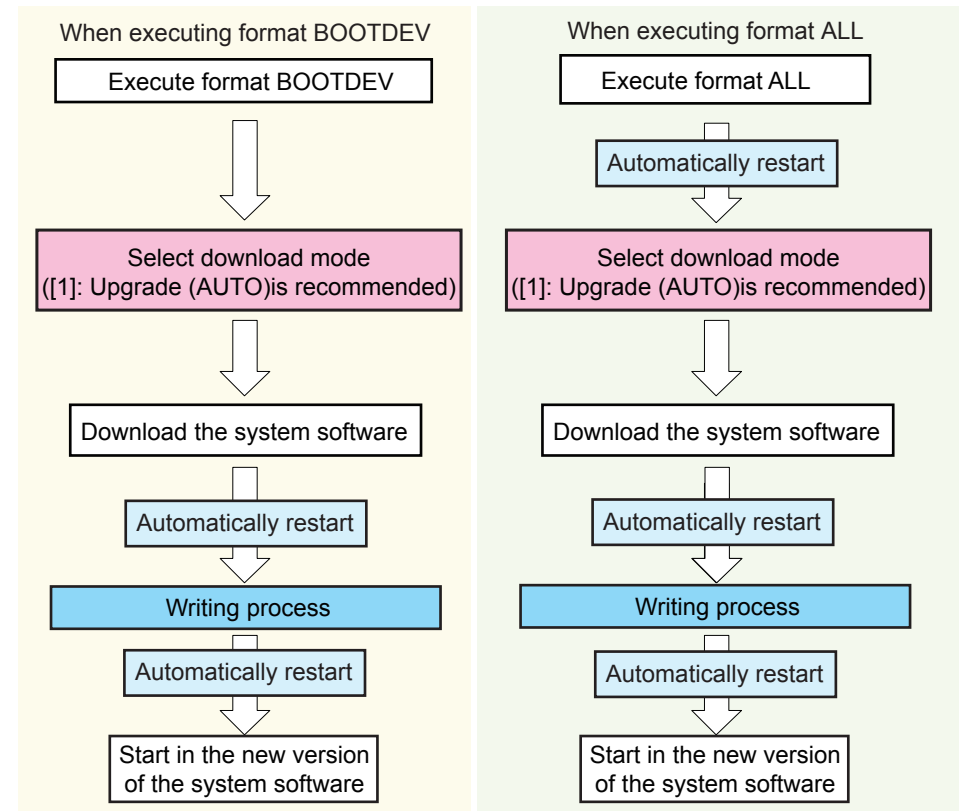 When executing format BOOTDEV
Execute format BOOTDEV
Select download mode
([1]: Upgrade (AUTO)is recommended)
Download the system software
Automatically restart
Writing process
Automatically restart
Start in the new version
of the system software
When executing format ALL
Execute format ALL
Automatically restart
Select download mode
([1]: Upgrade (AUTO)is recommended)
Download the system software
Automatically restart
Writing process
Automatically restart
Start in the new version
of the system software